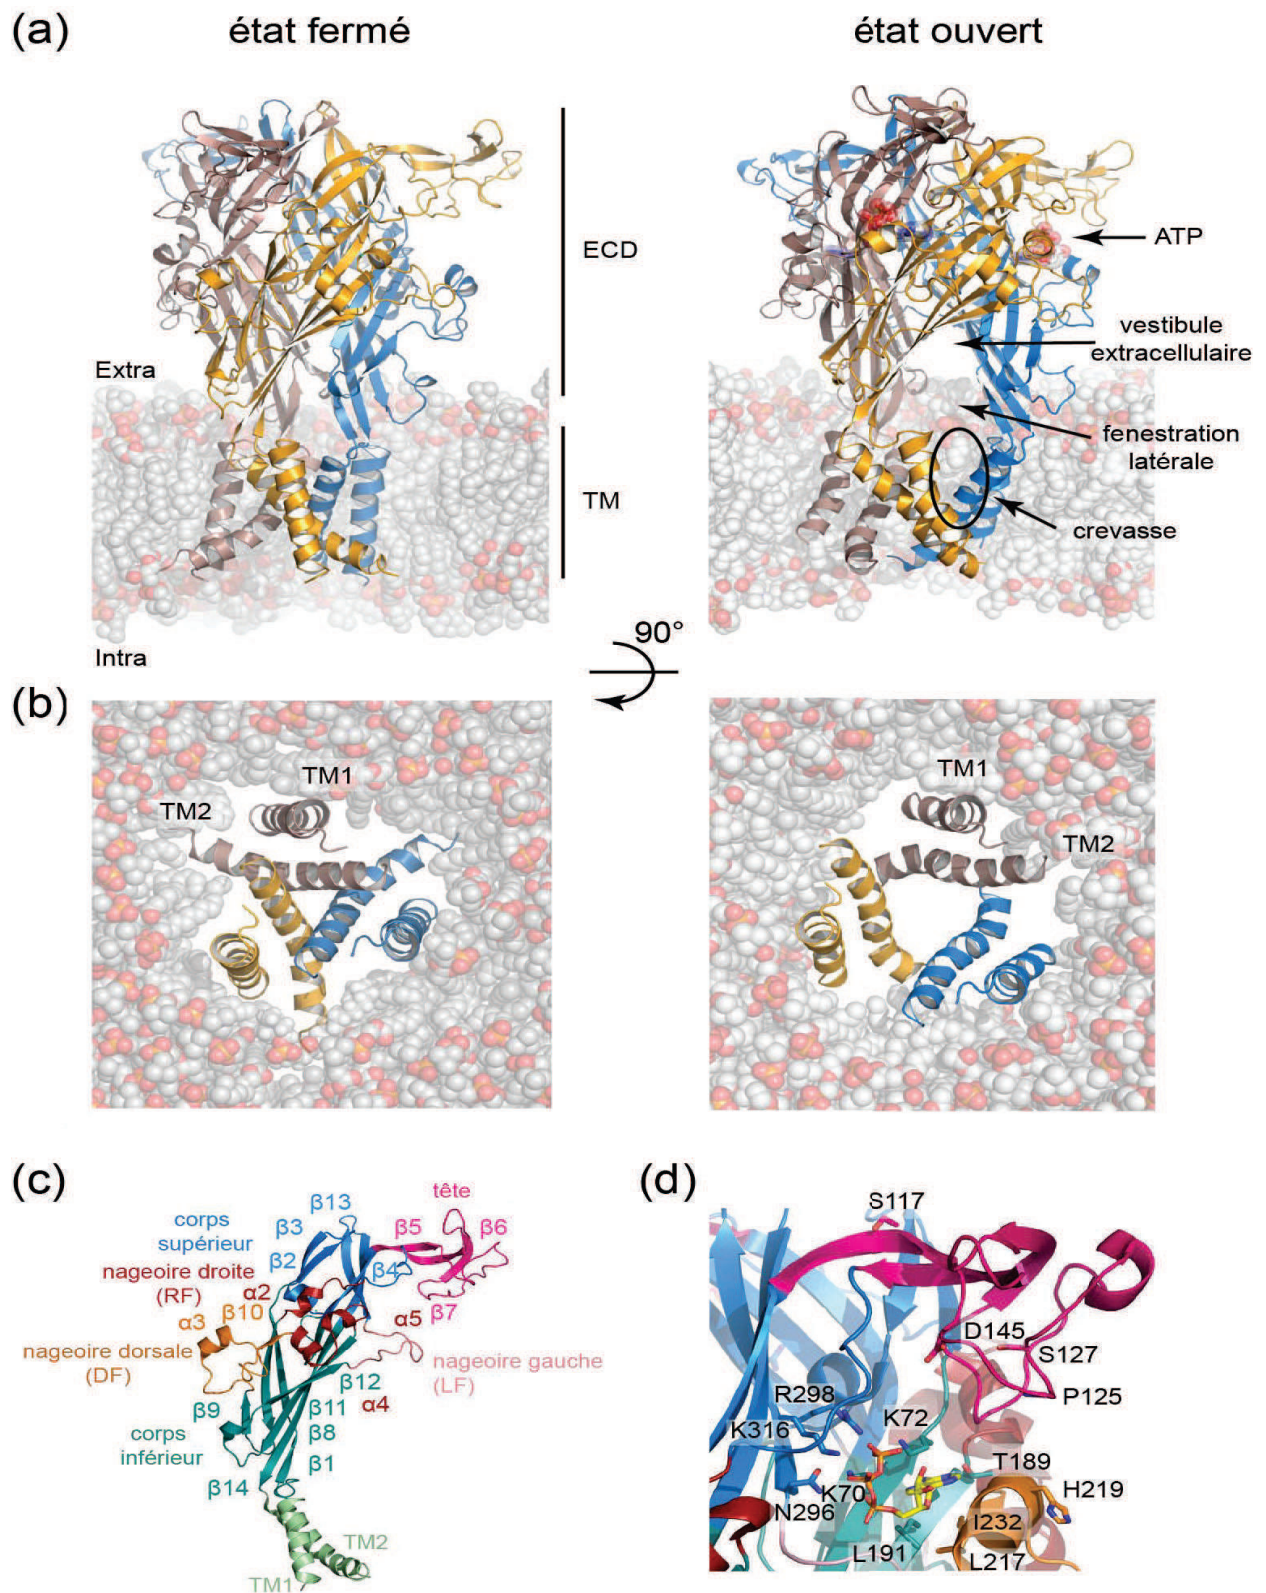 (a)
état fermé
état ouvert
ECD
ATP
vestibule
extracellulaire
Extra
fenestration
latérale
TM
crevasse
90°
Intra
(b)
TM1
TM2
TM1
TM2
(c)
β13
tête
corps
supérieur
β3
β5
β6
β2
β4
nageoire droite
(RF)
α2
β10
α3
β7
α5
nageoire dorsale
(DF)
nageoire gauche
(LF)
β12
α4
β9
β11
corps
inférieur
β8
β1
β14
TM2
TM1
(d)
S117
D145
S127
R298
P125
K316
K72
T189
K70
H219
N296
I232
L191
L217